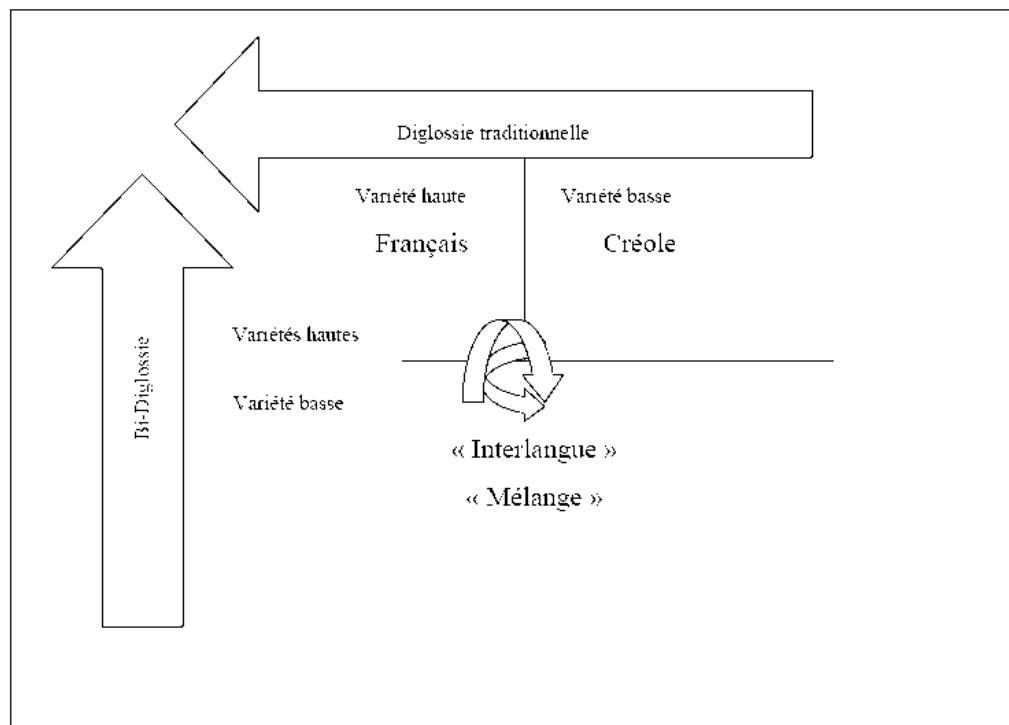 Diglossie traditionnelle
Variété haute
Variété basse
Français
Créole
Variétés hautes
Bi-Diglossie
Variété basse
« Interlangue »
« Mélange »